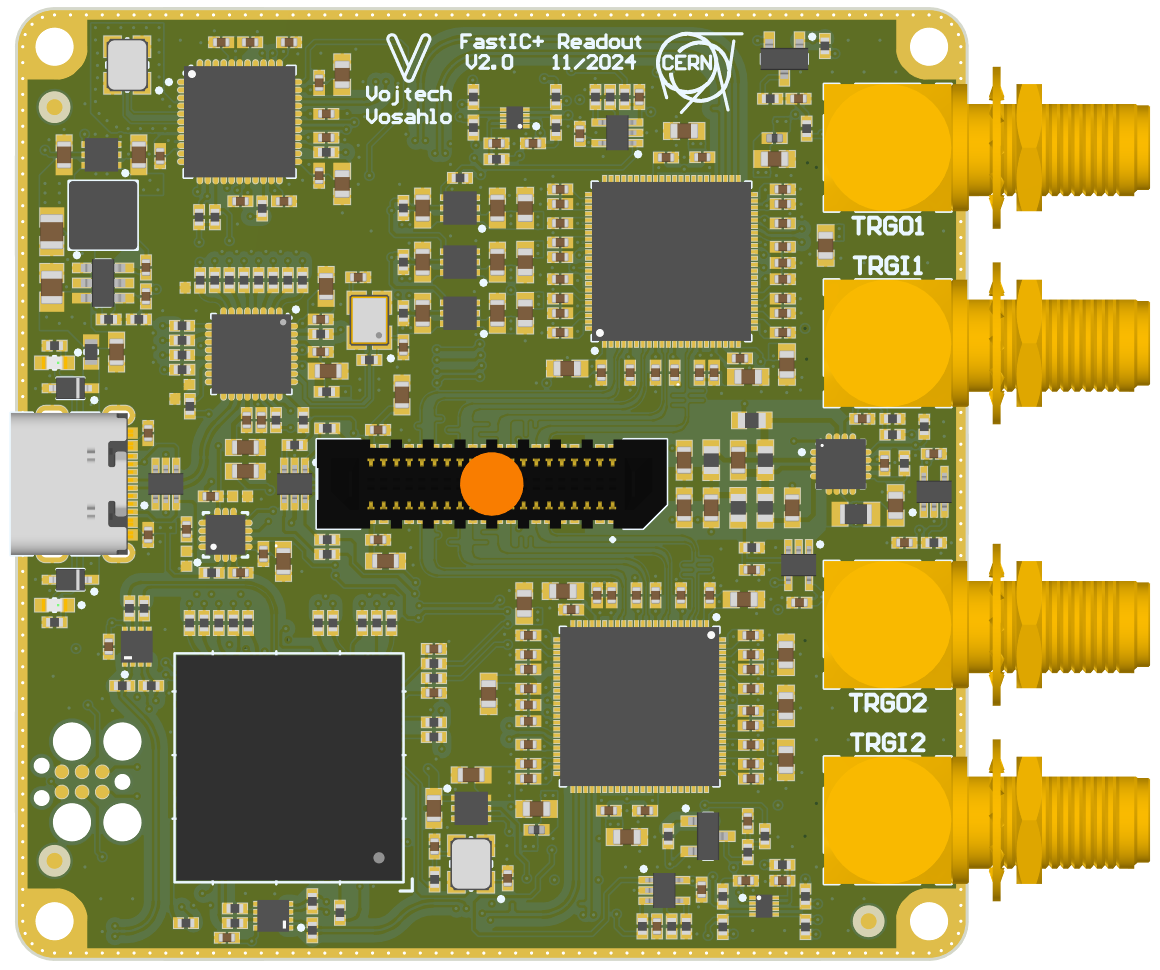 FastIC+ Readout
V2.0 11/2024
CERN
Vojtech
Vosahlo
TRGO1
TRGI1
TRGO2
TRGI2